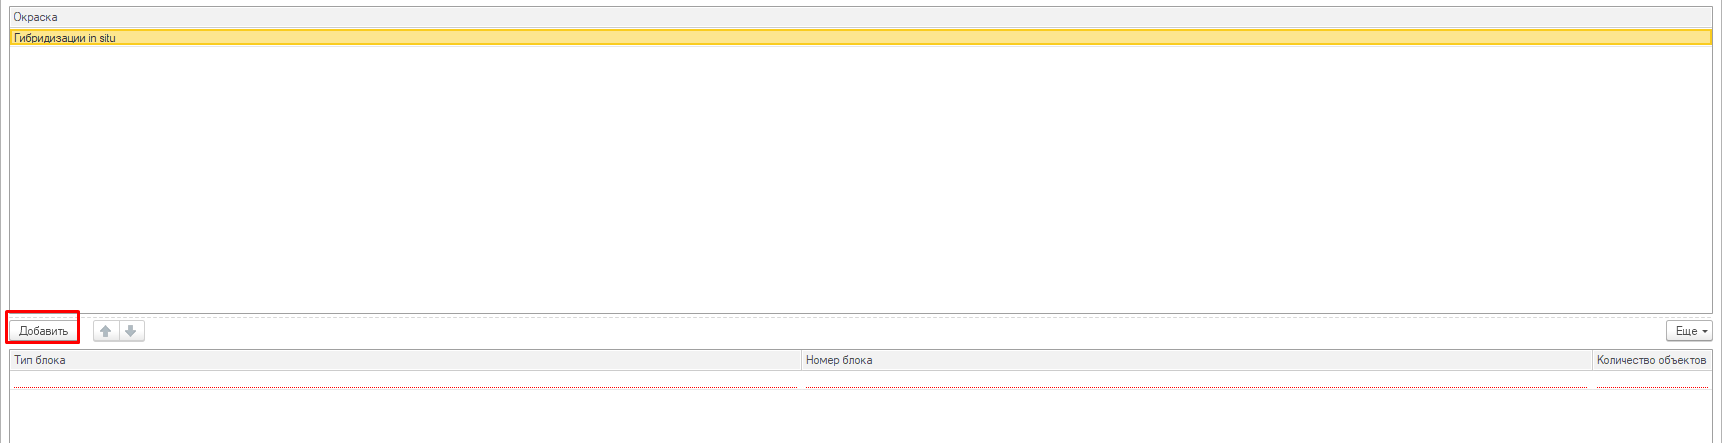 Окраска
Гибридизации in situ
Добавить
Еще
Тип блока Номер блока Количество объектов